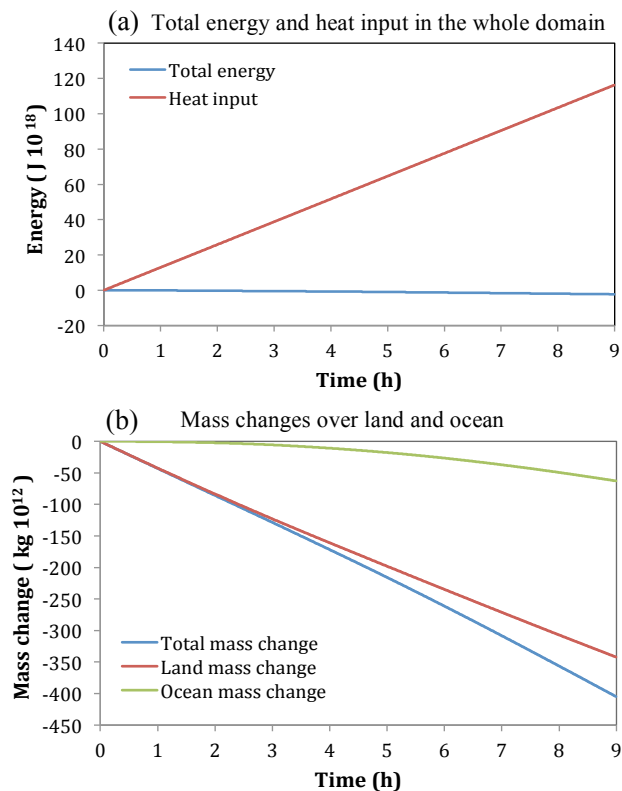 (a) Total energy and heat input in the whole domain
140
120
100
80
60
40
20
0
-20
Energy ( J 10 18)
Total energy
Heat input
0 1 2 3 4 5 6 7 8 9
Time (h)
(b) Mass changes over land and ocean
0
-50
-100
-150
-200
-250
-300
-350
-400
-450
Mass change ( kg 10¹²)
Total mass change
Land mass change
Ocean mass change
0 1 2 3 4 5 6 7 8 9
Time (h)